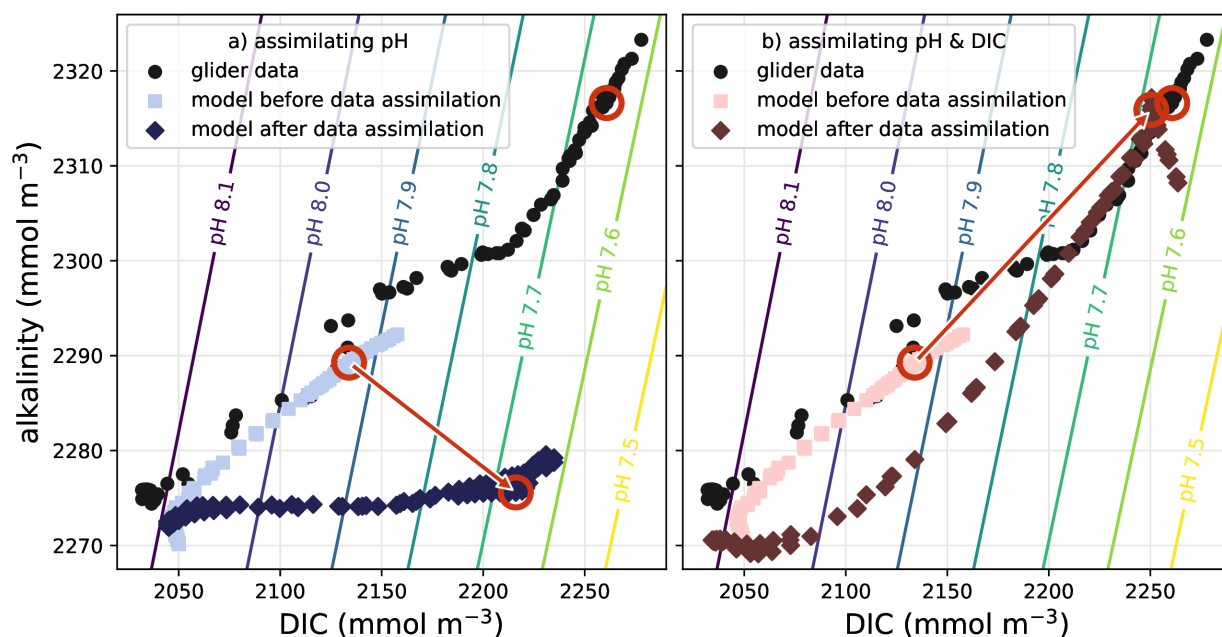 a) assimilating pH
glider data
model before data assimilation
model after data assimilation
b) assimilating pH & DIC
glider data
model before data assimilation
model after data assimilation
alkalinity (mmol m⁻³)
2320
2310
2300
2290
2280
2270
pH 8.1
pH 8.0
pH 7.9
pH 7.8
pH 7.7
pH 7.6
pH 7.5
pH 8.1
pH 8.0
pH 7.9
pH 7.8
pH 7.7
pH 7.6
pH 7.5
2050
2100
2150
2200
2250
2050
2100
2150
2200
2250
DIC (mmol m⁻³)
DIC (mmol m⁻³)